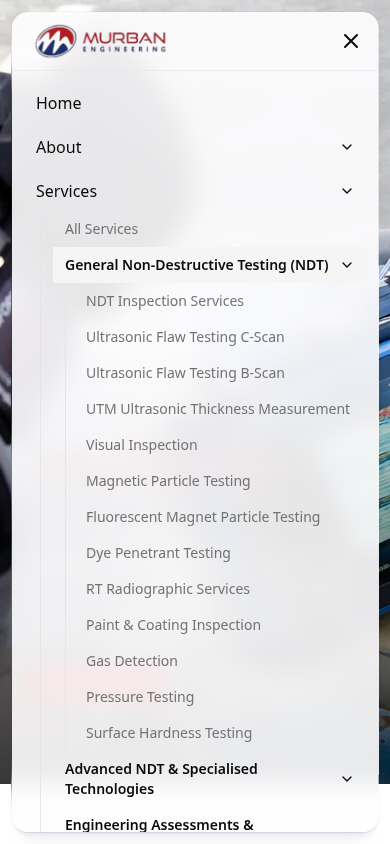 MURBAN
ENGINEERING
Home
About
Services
All Services
General Non-Destructive Testing (NDT)
NDT Inspection Services
Ultrasonic Flaw Testing C-Scan
Ultrasonic Flaw Testing B-Scan
UTM Ultrasonic Thickness Measurement
Visual Inspection
Magnetic Particle Testing
Fluorescent Magnet Particle Testing
Dye Penetrant Testing
RT Radiographic Services
Paint & Coating Inspection
Gas Detection
Pressure Testing
Surface Hardness Testing
Advanced NDT & Specialised
Technologies
Engineering Assessments &